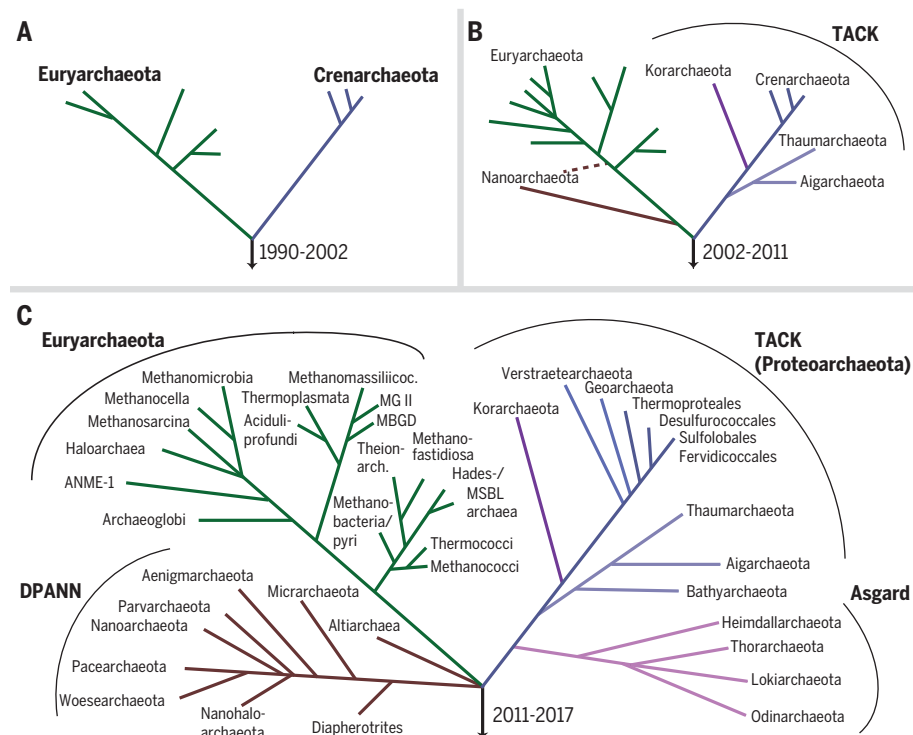 A
Euryarchaeota
Crenarchaeota
1990-2002
B
TACK
Euryarchaeota
Korarchaeota
Crenarchaeota
Thaumarchaeota
Nanoarchaeota
Aigarchaeota
2002-2011
C
Euryarchaeota
TACK
(Proteoarchaeota)
Methanomicrobia
Methanocella
Methanosarcina
Haloarchaea
ANME-1
Archaeoglobi
Thermoplasmata
Aciduli-
profundi
Methanomassiliicoc.
MG II
MBGD
Theion-
arch.
Methano-
fastidiosa
Hades-/
MSBL
archaea
Methano-
bacteria/
pyri
Thermococci
Methanococci
Verstraetearchaeota
Geoarchaeota
Korarchaeota
Thermoproteales
Desulfurococcales
Sulfolobales
Fervidicoccales
Thaumarchaeota
Aigarchaeota
Bathyarchaeota
DPANN
Aenigmarchaeota
Parvarchaeota
Nanoarchaeota
Micrarchaeota
Altiarchaea
Pacearchaeota
Woesearchaeota
Nanohalo-
archaeota
Diapherotrites
Asgard
Heimdallarchaeota
Thorarchaeota
Lokiarchaeota
Odinarchaeota
2011-2017